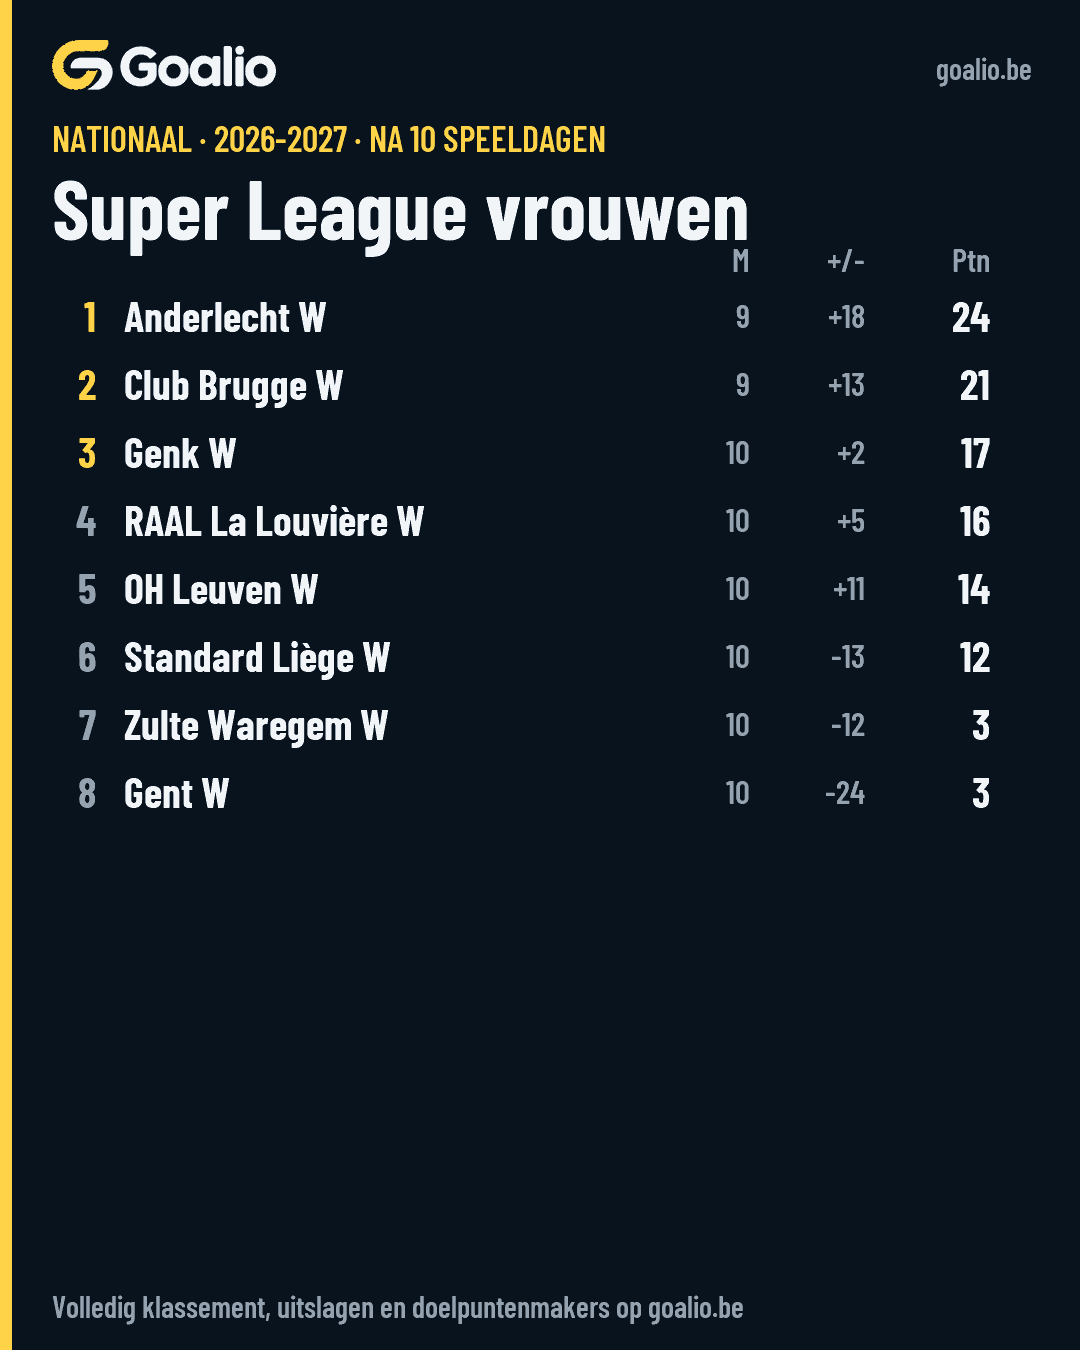 Goalio
goalio.be
NATIONAAL · 2026-2027 · NA 10 SPEELDAGEN
Super League vrouwen
M +/- Ptn
1 Anderlecht W 9 +18 24
2 Club Brugge W 9 +13 21
3 Genk W 10 +2 17
4 RAAL La Louvière W 10 +5 16
5 OH Leuven W 10 +11 14
6 Standard Liège W 10 -13 12
7 Zulte Waregem W 10 -12 3
8 Gent W 10 -24 3
Volledig klassement, uitslagen en doelpuntenmakers op goalio.be